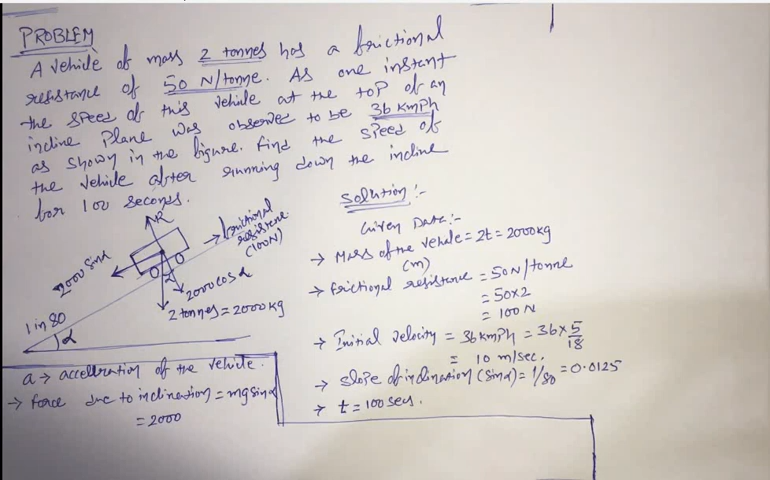 PROBLEM
A vehicle of mass 2 tonnes has a frictional
resistance of 50 N/tonne. As one instant
the speed of this vehicle at the top of an
incline plane was observed to be 36 kmph
as shown in the figure. Find the speed of
the vehicle after running down the incline
for 100 seconds.
R
frictional
resistene
(100N)
2000 sinα
2000 cos α
α
2 tonnes = 2000 kg
1 in 80
α
a → acceleration of the vehicle.
→ Force due to inclination = mg sinα
= 2000
Solution :-
Given Data :-
→ Mass of the vehicle = 2t = 2000kg
(m)
→ frictional resistance = 50 N/tonne
= 50×2
= 100 N
→ Initial velocity = 36 kmph = 36 × 5/18
= 10 m/sec.
→ slope of inclination (sinα) = 1/80 = 0.0125
→ t = 100 secs.